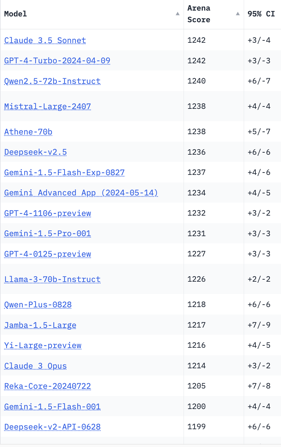 Model Arena Score 95% CI
Claude 3.5 Sonnet 1242 +3/-4
GPT-4-Turbo-2024-04-09 1242 +3/-3
Qwen2.5-72b-Instruct 1240 +6/-7
Mistral-Large-2407 1238 +4/-4
Athene-70b 1238 +5/-7
Deepseek-v2.5 1236 +6/-6
Gemini-1.5-Flash-Exp-0827 1237 +4/-6
Gemini Advanced App (2024-05-14) 1234 +4/-5
GPT-4-1106-preview 1232 +3/-2
Gemini-1.5-Pro-001 1231 +3/-3
GPT-4-0125-preview 1227 +3/-3
Llama-3-70b-Instruct 1226 +2/-2
Qwen-Plus-0828 1218 +6/-6
Jamba-1.5-Large 1217 +7/-9
Yi-Large-preview 1216 +4/-5
Claude 3 Opus 1214 +3/-2
Reka-Core-20240722 1205 +7/-8
Gemini-1.5-Flash-001 1200 +4/-4
Deepseek-v2-API-0628 1199 +6/-6